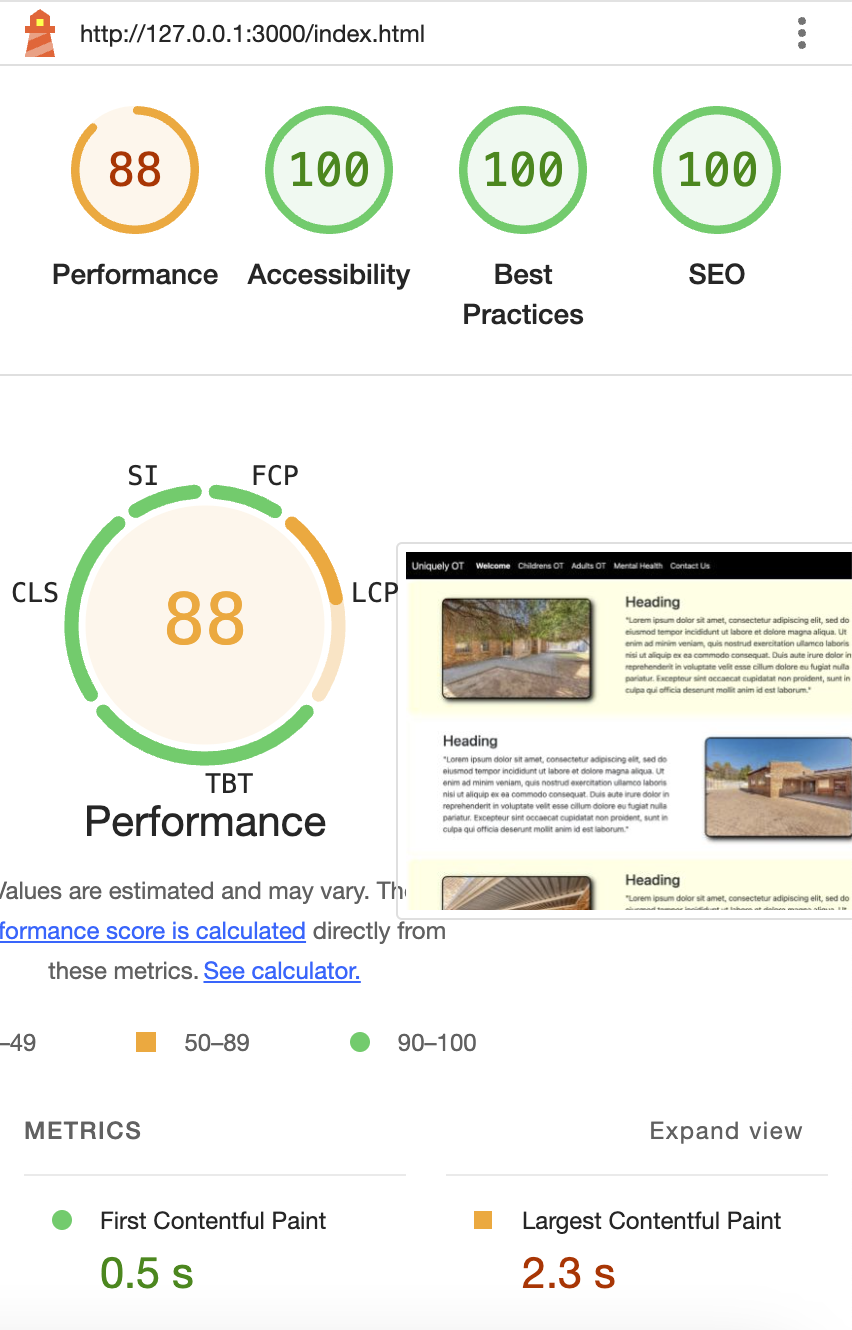 http://127.0.0.1:3000/index.html
88
100
100
100
Performance
Accessibility
Best
Practices
SEO
SI
FCP
CLS
LCP
88
TBT
Performance
Uniquely OT Welcome Childrens OT Adults OT Mental Health Contact Us
Heading
"Lorem ipsum dolor sit amet, consectetur adipiscing elit, sed do
eiusmod tempor incididunt ut labore et dolore magna aliqua. Ut
enim ad minim veniam, quis nostrud exercitation ullamco laboris
nisi ut aliquip ex ea commodo consequat. Duis aute irure dolor in
reprehenderit in voluptate velit esse cillum dolore eu fugiat nulla
pariatur. Excepteur sint occaecat cupidatat non proident, sunt in
culpa qui officia deserunt mollit anim id est laborum."
Heading
"Lorem ipsum dolor sit amet, consectetur adipiscing elit, sed do
eiusmod tempor incididunt ut labore et dolore magna aliqua. Ut
enim ad minim veniam, quis nostrud exercitation ullamco laboris
nisi ut aliquip ex ea commodo consequat. Duis aute irure dolor in
reprehenderit in voluptate velit esse cillum dolore eu fugiat nulla
pariatur. Excepteur sint occaecat cupidatat non proident, sunt in
culpa qui officia deserunt mollit anim id est laborum."
Heading
"Lorem ipsum dolor sit amet, consectetur adipiscing elit, sed do
Values are estimated and may vary. Th
formance score is calculated directly from
these metrics. See calculator.
–49
50–89
90–100
METRICS
Expand view
First Contentful Paint
0.5 s
Largest Contentful Paint
2.3 s